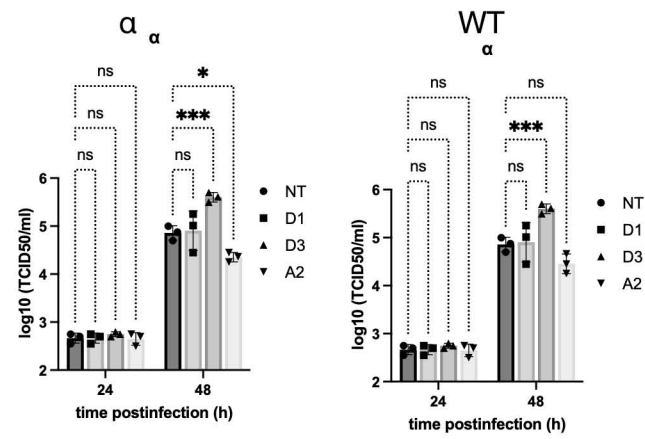 α
α
ns
*
ns
***
ns
ns
6
5
4
3
2
log10 (TCID50/ml)
24
48
time postinfection (h)
NT
D1
D3
A2
WT
α
ns
ns
ns
***
ns
ns
6
5
4
3
2
log10 (TCID50/ml)
24
48
time postinfection (h)
NT
D1
D3
A2